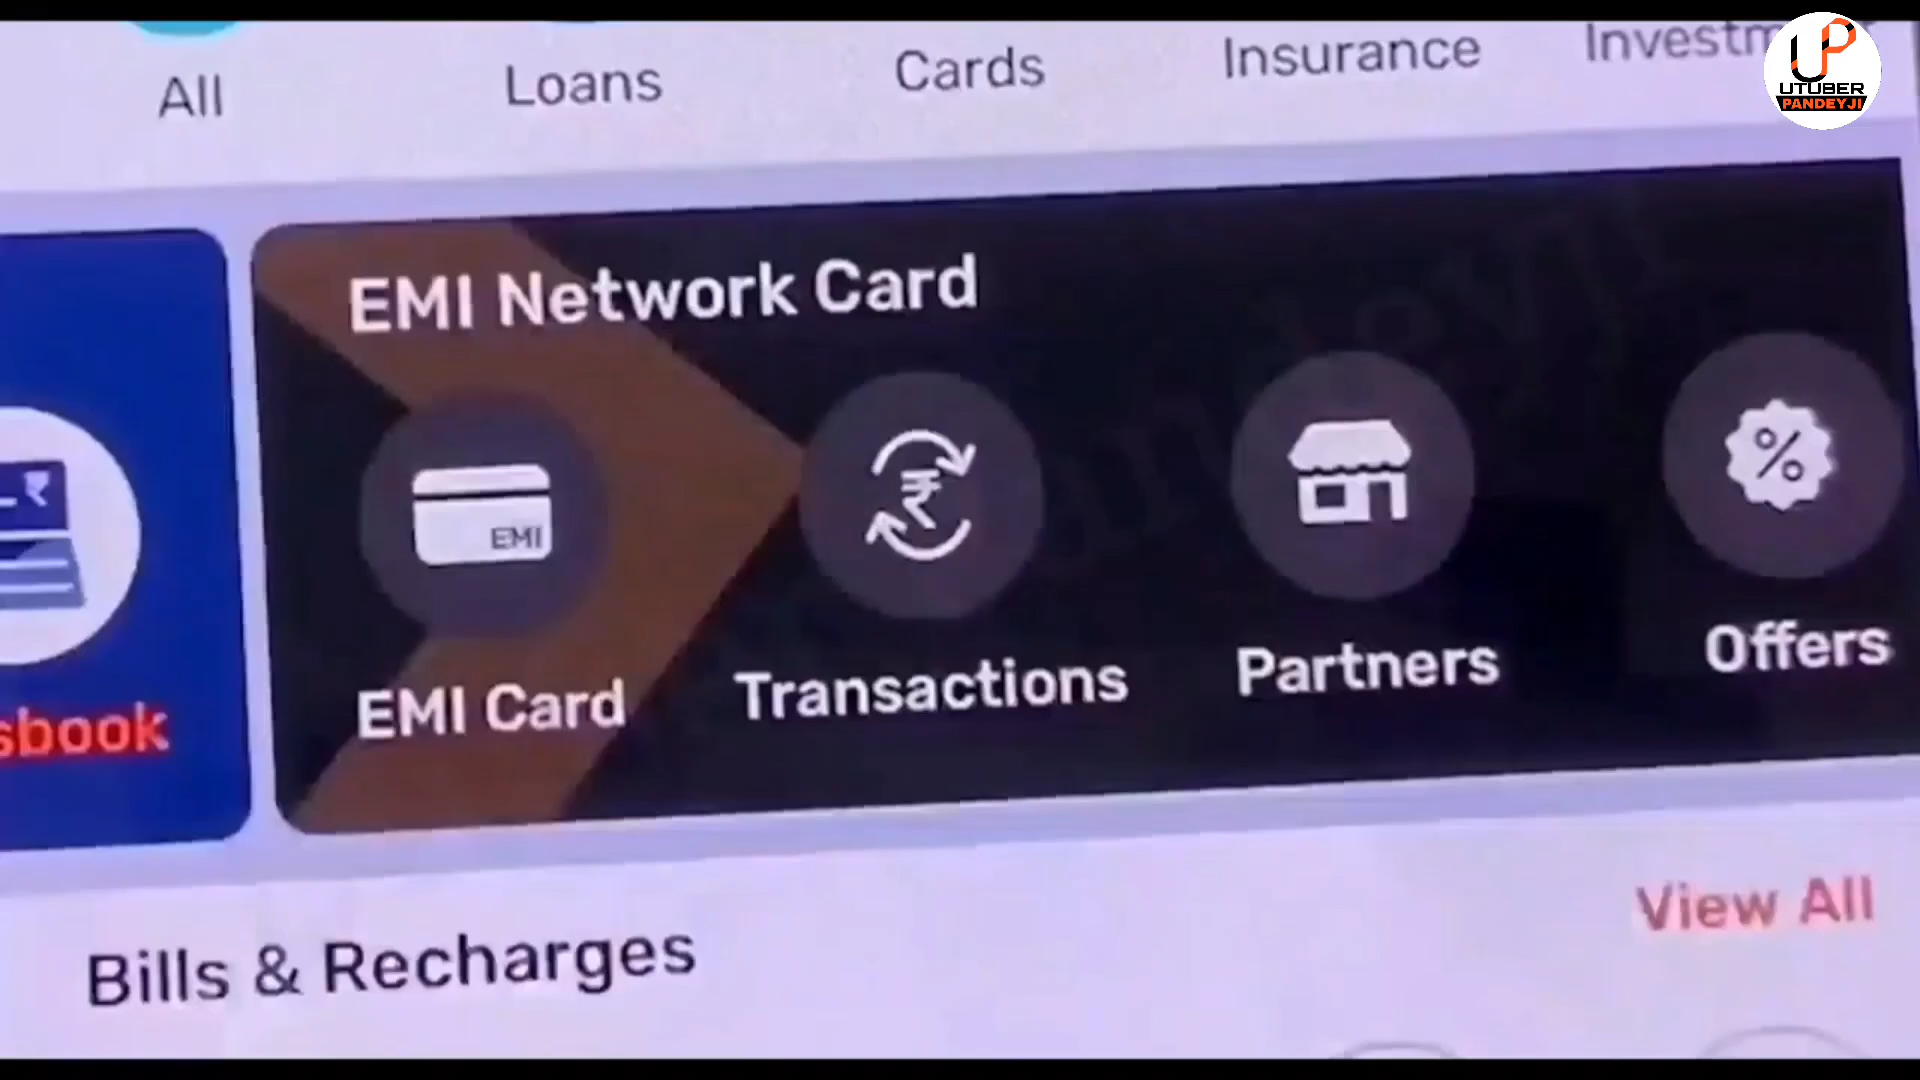 All Loans Cards Insurance
UP
UTUBER
PANDEYJI
EMI Network Card
EMI
EMI Card Transactions Partners Offers
View All
Bills & Recharges